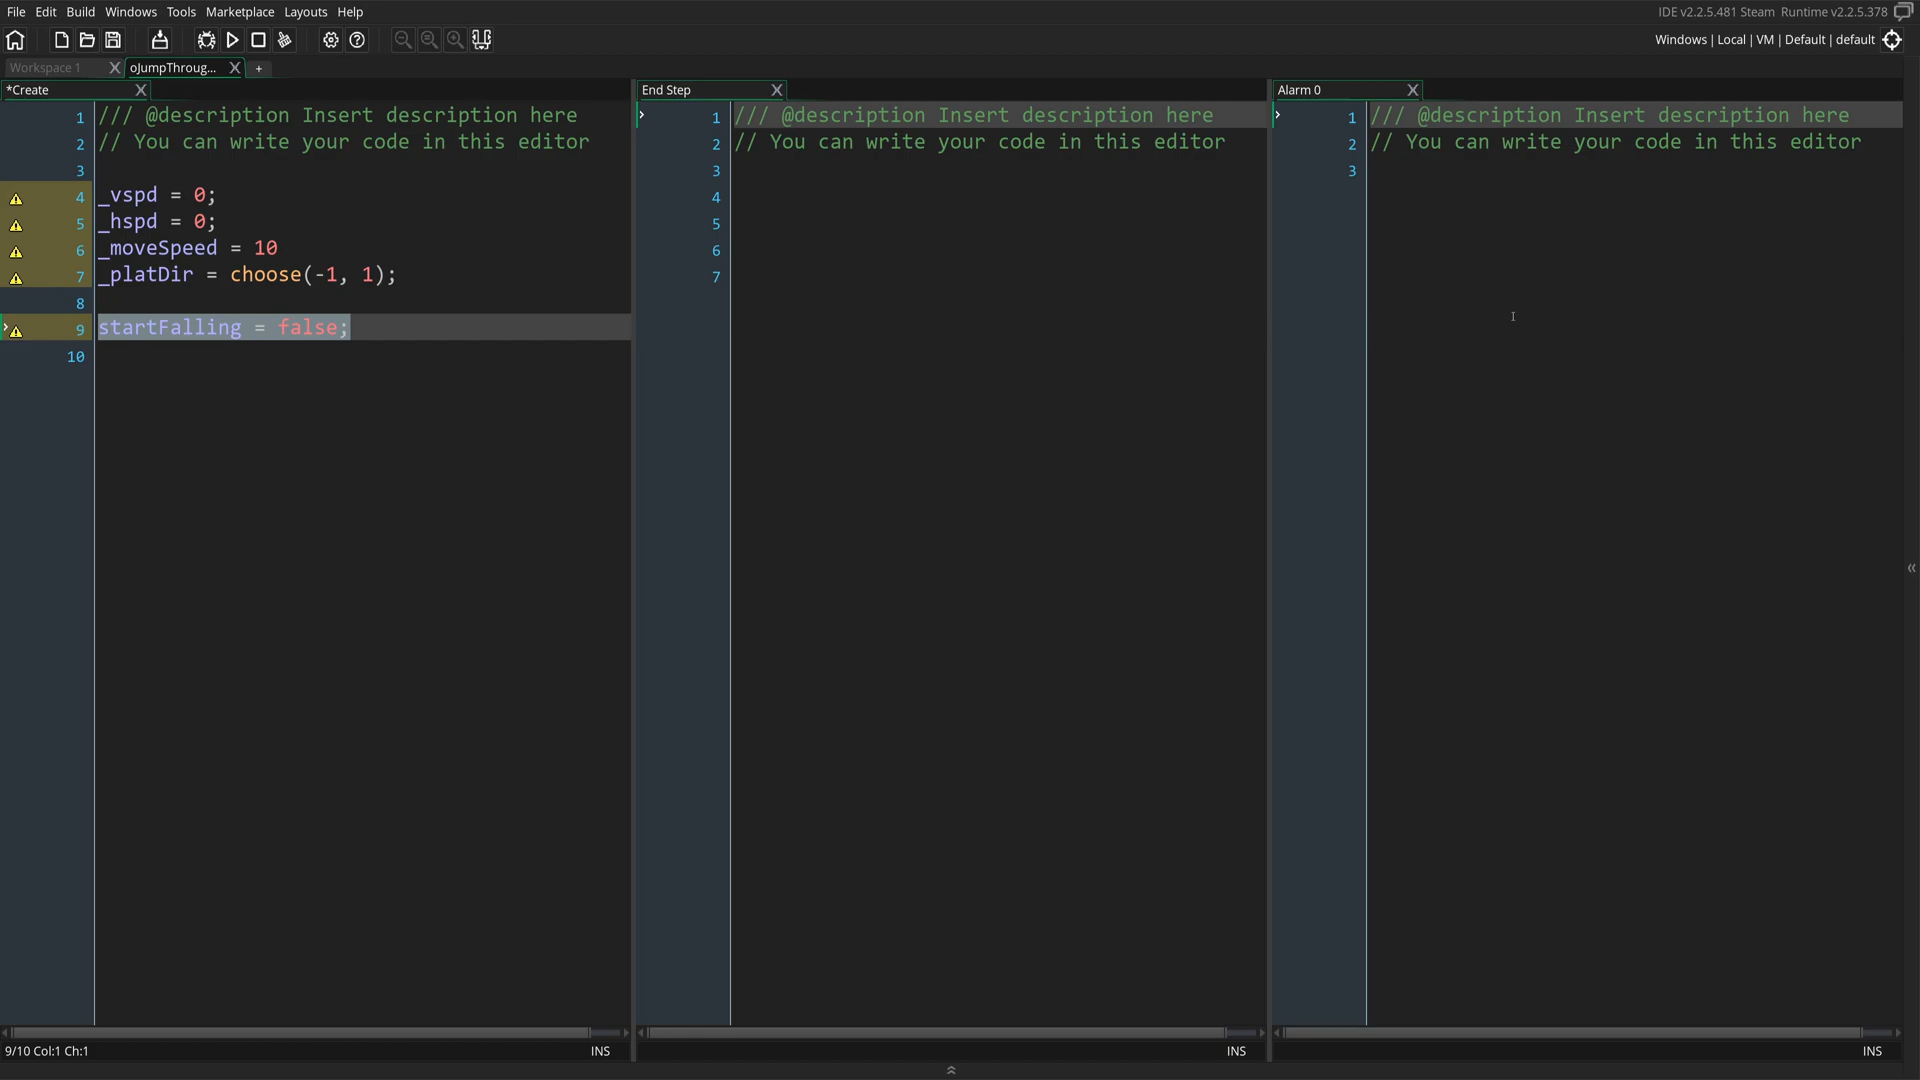 File Edit Build Windows Tools Marketplace Layouts Help
IDE v2.2.5.481 Steam Runtime v2.2.5.378
Windows | Local | VM | Default | default
Workspace 1 X
oJumpThroug... X
+
*Create X
1 /// @description Insert description here
2 // You can write your code in this editor
3
4 _vspd = 0;
5 _hspd = 0;
6 _moveSpeed = 10
7 _platDir = choose(-1, 1);
8
9 startFalling = false;
10
9/10 Col:1 Ch:1
INS
End Step X
1 /// @description Insert description here
2 // You can write your code in this editor
3
4
5
6
7
INS
Alarm 0 X
1 /// @description Insert description here
2 // You can write your code in this editor
3
INS